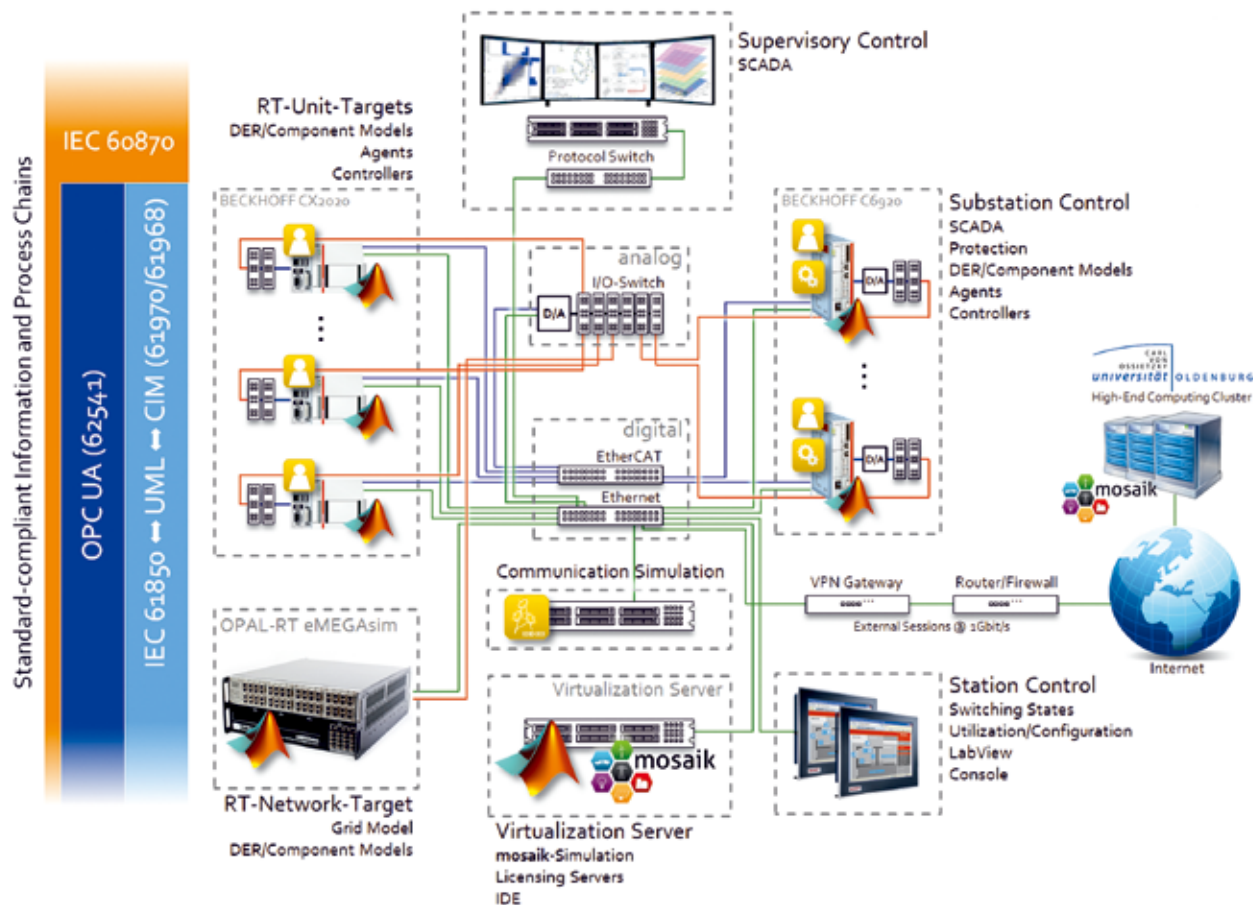 Standard-compliant Information and Process Chains
IEC 60870
OPC UA (62541)
IEC 61850 ⬌ UML ⬌ CIM (61970/61968)
Supervisory Control
SCADA
Protocol Switch
RT-Unit-Targets
DER/Component Models
Agents
Controllers
BECKHOFF CX2020
analog
I/O-Switch
D/A
digital
EtherCAT
Ethernet
BECKHOFF C6920
D/A
D/A
Substation Control
SCADA
Protection
DER/Component Models
Agents
Controllers
CARL
VON
OSSIETZKY
universität OLDENBURG
High-End Computing Cluster
mosaik
Communication Simulation
VPN Gateway
Router/Firewall
External Sessions @ 1Gbit/s
Internet
OPAL-RT eMEGAsim
RT-Network-Target
Grid Model
DER/Component Models
Virtualization Server
mosaik
Virtualization Server
mosaik-Simulation
Licensing Servers
IDE
Station Control
Switching States
Utilization/Configuration
LabView
Console